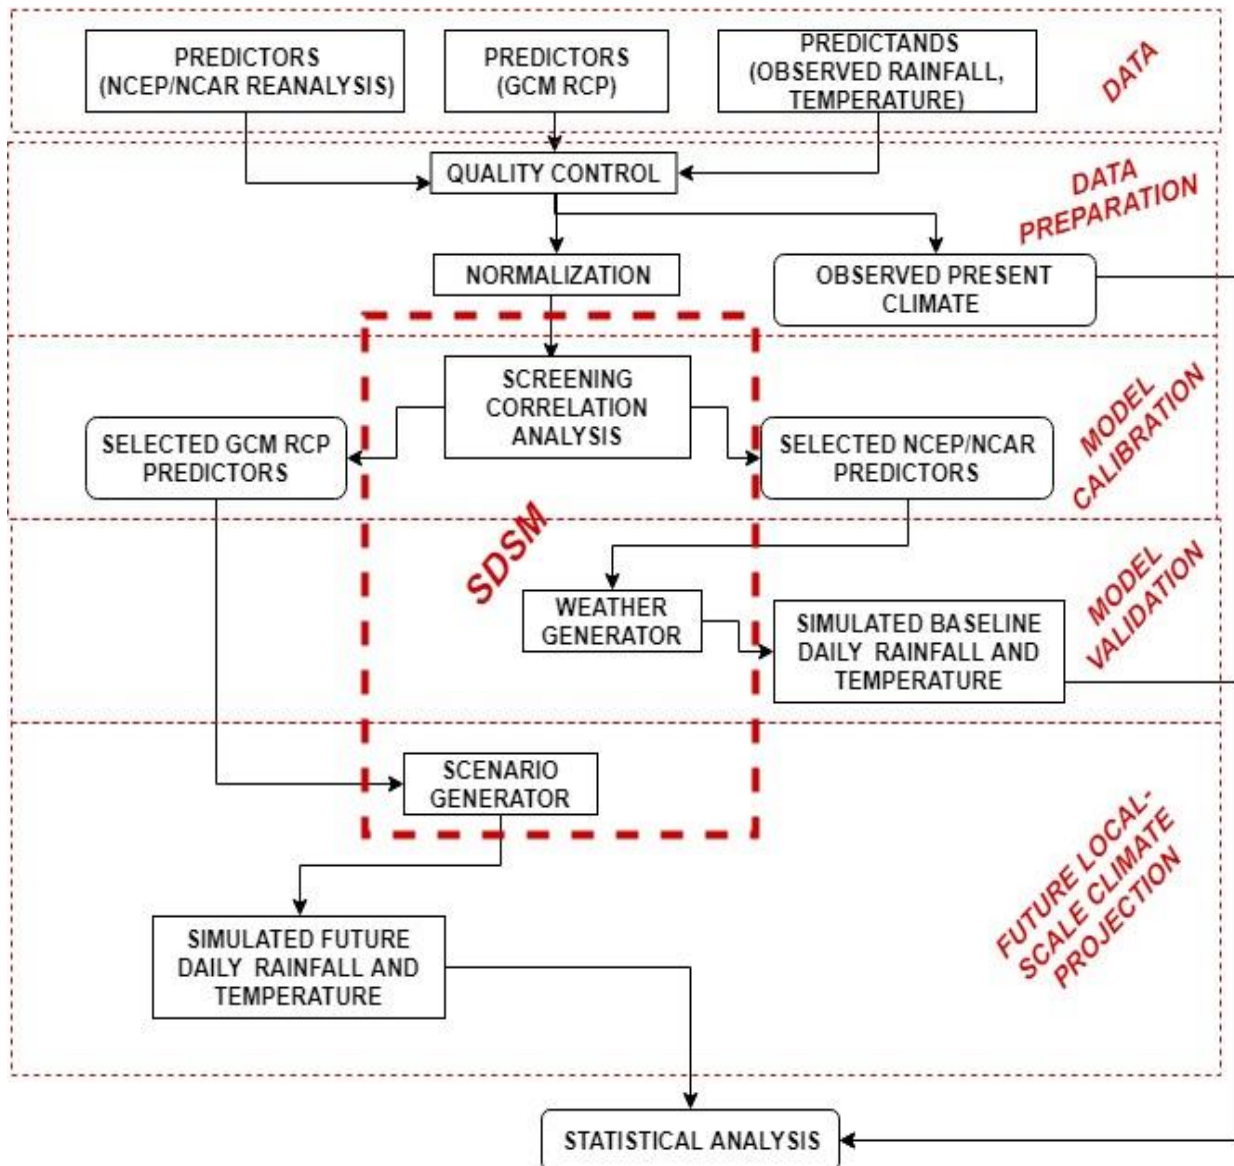 PREDICTORS
(NCEP/NCAR REANALYSIS)
PREDICTORS
(GCM RCP)
PREDICTANDS
(OBSERVED RAINFALL,
TEMPERATURE)
DATA
QUALITY CONTROL
DATA
PREPARATION
NORMALIZATION
OBSERVED PRESENT
CLIMATE
SCREENING
CORRELATION
ANALYSIS
SELECTED GCM RCP
PREDICTORS
SELECTED NCEP/NCAR
PREDICTORS
MODEL
CALIBRATION
SDSM
WEATHER
GENERATOR
SIMULATED BASELINE
DAILY RAINFALL AND
TEMPERATURE
MODEL
VALIDATION
SCENARIO
GENERATOR
FUTURE LOCAL-
SCALE CLIMATE
PROJECTION
SIMULATED FUTURE
DAILY RAINFALL AND
TEMPERATURE
STATISTICAL ANALYSIS